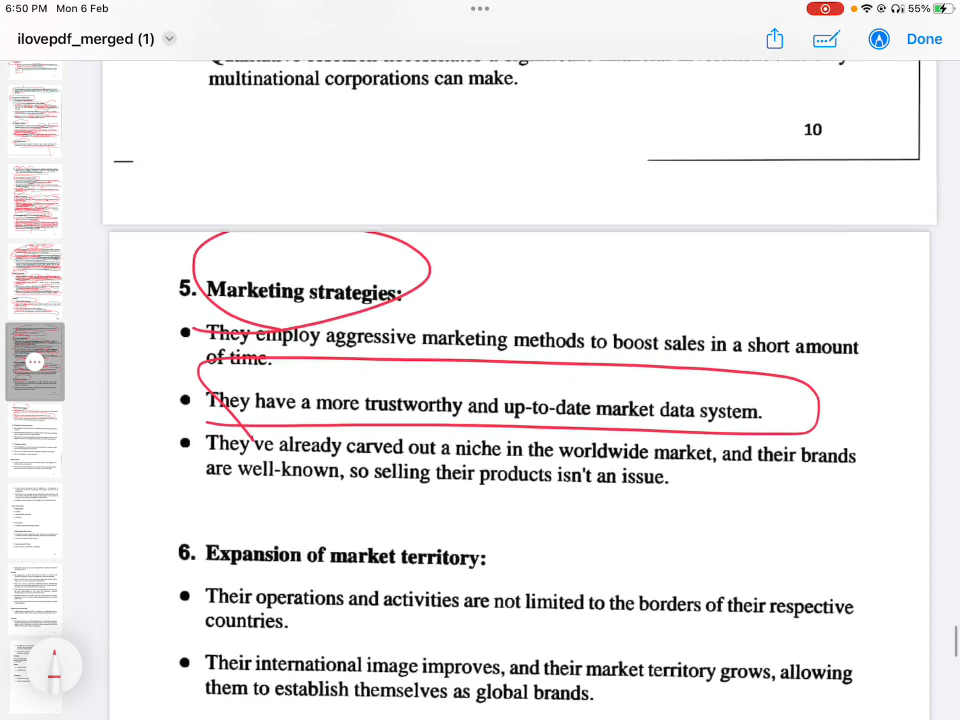 6:50 PM Mon 6 Feb
55%
ilovepdf_merged (1)
Done
multinational corporations can make.
10
5. Marketing strategies:
• They employ aggressive marketing methods to boost sales in a short amount
of time.
• They have a more trustworthy and up-to-date market data system.
• They've already carved out a niche in the worldwide market, and their brands
are well-known, so selling their products isn't an issue.
6. Expansion of market territory:
• Their operations and activities are not limited to the borders of their respective
countries.
• Their international image improves, and their market territory grows, allowing
them to establish themselves as global brands.